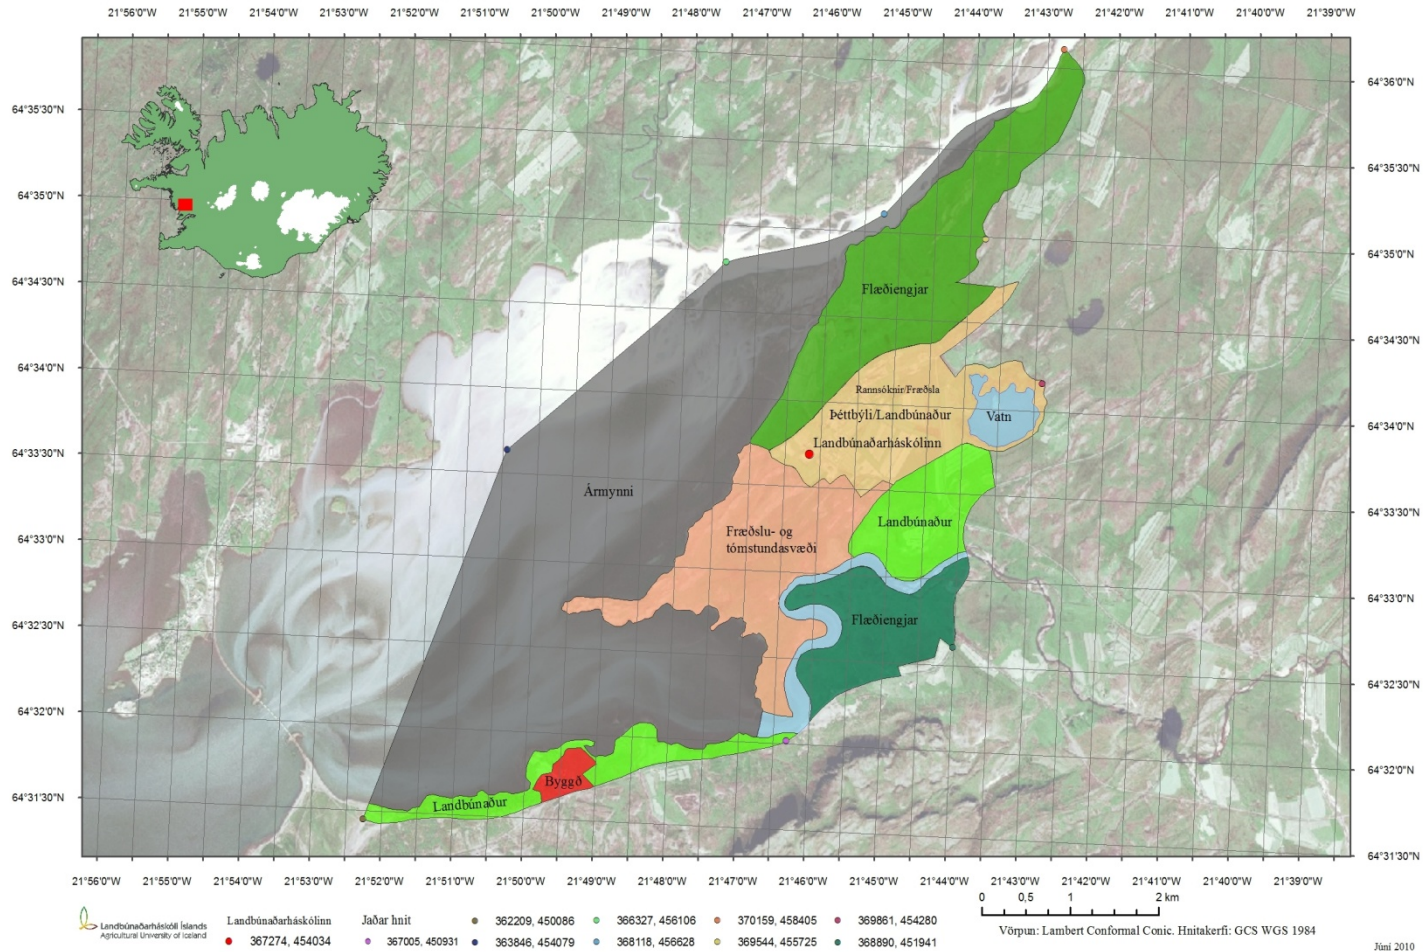 21°56'0"W 21°55'0"W 21°54'0"W 21°53'0"W 21°52'0"W 21°51'0"W 21°50'0"W 21°49'0"W 21°48'0"W 21°47'0"W 21°46'0"W 21°45'0"W 21°44'0"W 21°43'0"W 21°42'0"W 21°41'0"W 21°40'0"W 21°39'0"W
64°36'0"N
64°35'30"N
64°35'30"N
64°35'0"N
64°35'0"N
64°34'30"N
Flæðiengjar
64°34'30"N
64°34'0"N
Rannsóknir/Fræðsla
Þéttbýli/Landbúnaður
Vatn
64°34'0"N
Landbúnaðarháskólinn
64°33'30"N
Ármynni
64°33'30"N
Landbúnaður
Fræðslu- og
tómstundasvæði
64°33'0"N
64°33'0"N
Flæðiengjar
64°32'30"N
64°32'30"N
64°32'0"N
64°32'0"N
Byggð
64°31'30"N
Landbúnaður
64°31'30"N
21°56'0"W 21°55'0"W 21°54'0"W 21°53'0"W 21°52'0"W 21°51'0"W 21°50'0"W 21°49'0"W 21°48'0"W 21°47'0"W 21°46'0"W 21°45'0"W 21°44'0"W 21°43'0"W 21°42'0"W 21°41'0"W 21°40'0"W 21°39'0"W
Landbúnaðarháskóli Íslands
Agricultural University of Iceland
Landbúnaðarháskólinn
367274, 454034
Jaðar hnit
367005, 450931
362209, 450086
363846, 454079
366327, 456106
368118, 456628
370159, 458405
369544, 455725
369861, 454280
368890, 451941
0 0,5 1 2 km
Vörpun: Lambert Conformal Conic. Hnitakerfi: GCS WGS 1984
Júní 2010